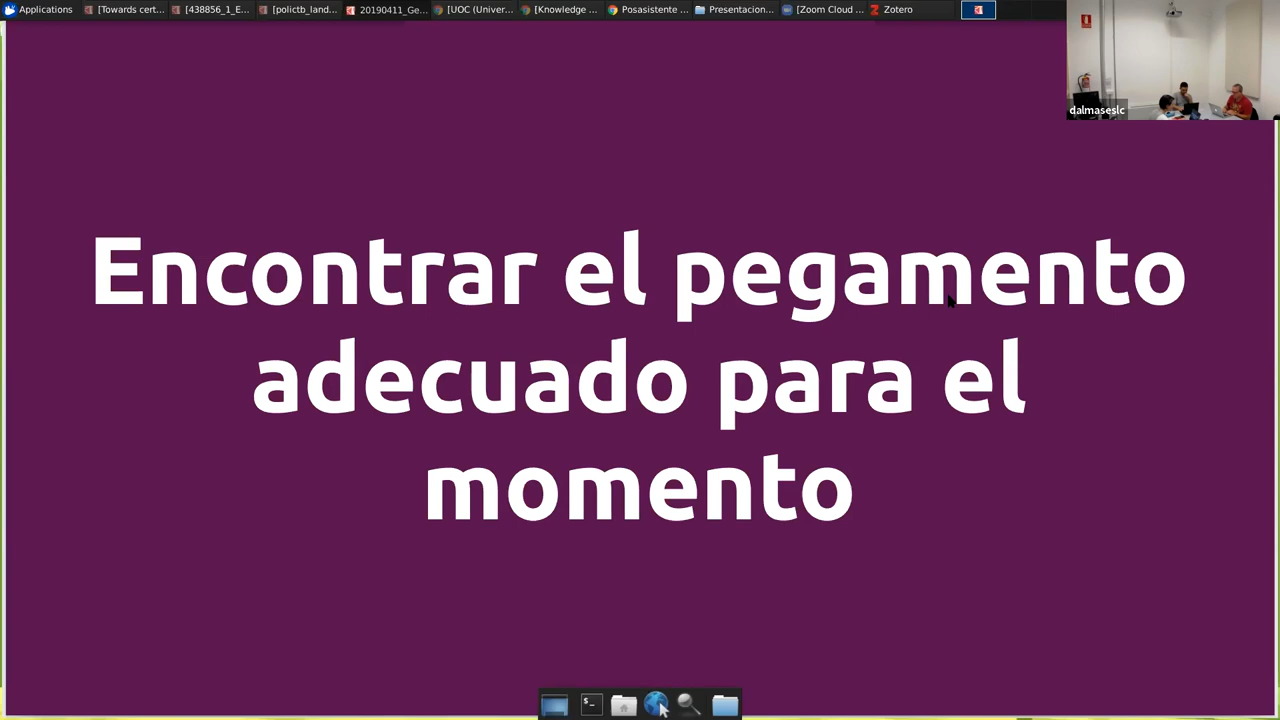 Applications
[Towards cert...
[438856_1_E...
[polictb_land...
20190411_Ge...
[UOC (Univer...
[Knowledge ...
Posasistente ...
Presentacion...
[Zoom Cloud ...
Zotero
dalmaseslc
Encontrar el pegamento
adecuado para el
momento